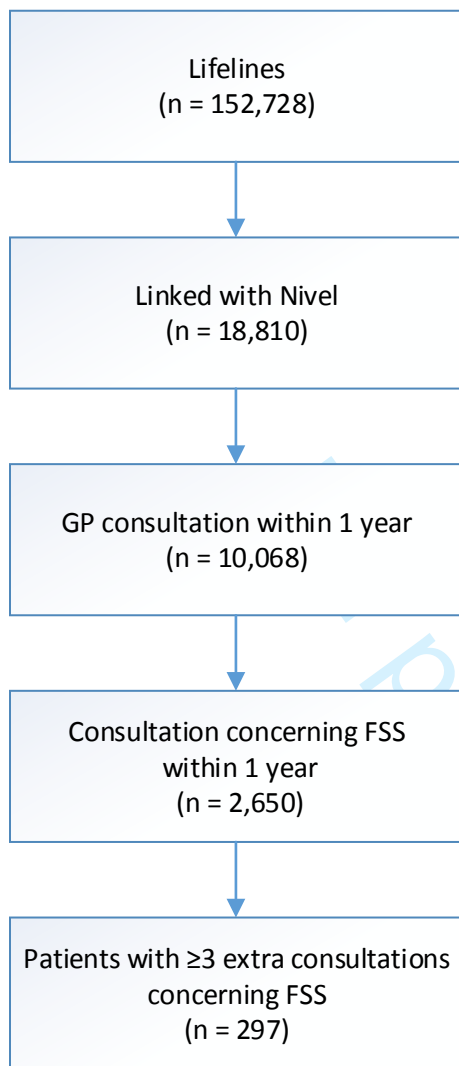 Lifelines
(n = 152,728)
Linked with Nivel
(n = 18,810)
GP consultation within 1 year
(n = 10,068)
Consultation concerning FSS
within 1 year
(n = 2,650)
Patients with ≥3 extra consultations
concerning FSS
(n = 297)